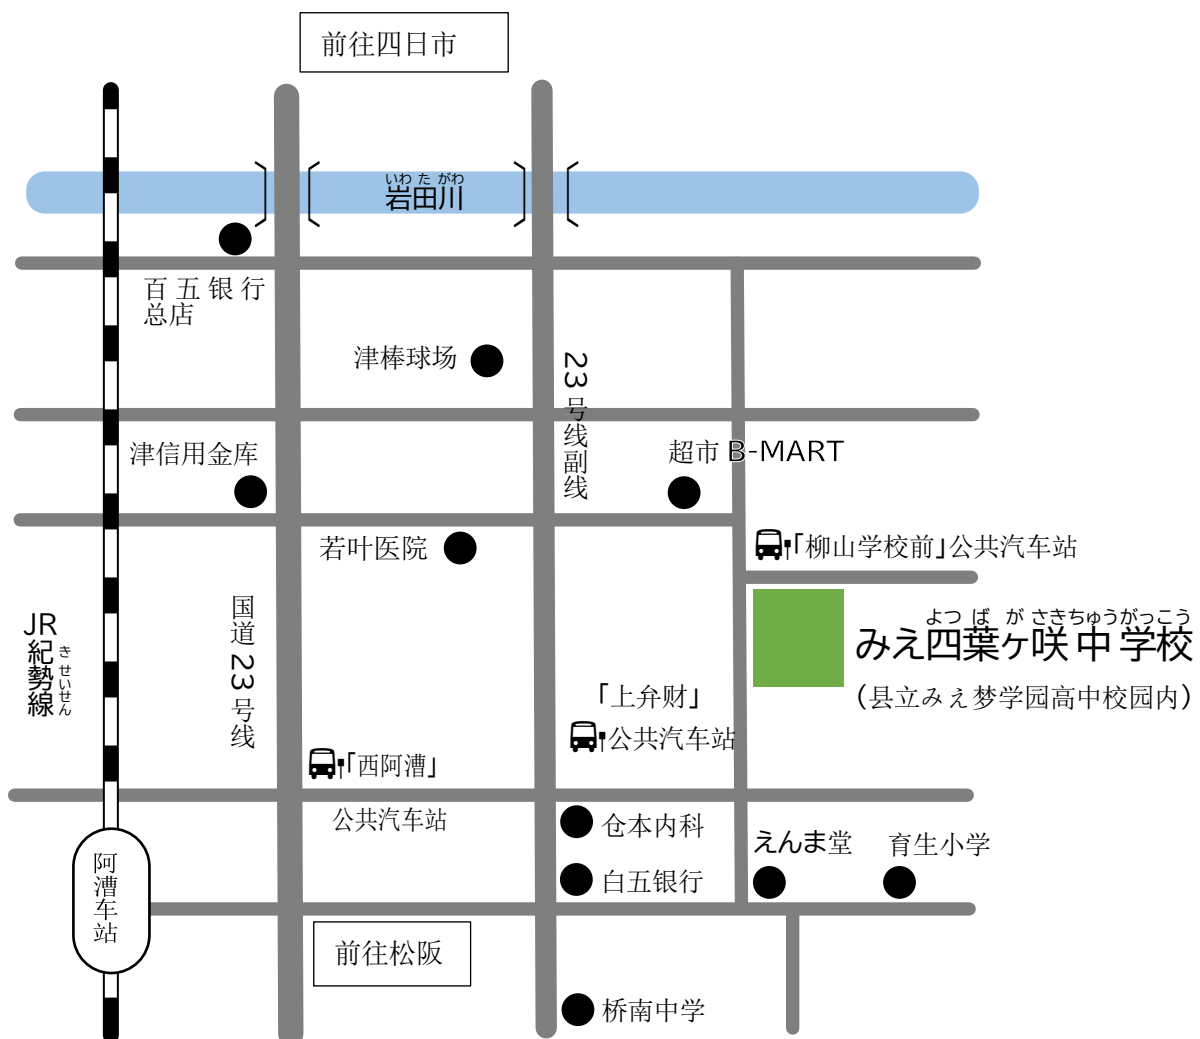 前往四日市
いわ た がわ
岩田川
百五银行
总店
津棒球场
23号线副线
津信用金库
超市 B-MART
若叶医院
「柳山学校前」公共汽车站
JR
紀勢線
き せいせん
国道 23 号线
よつ ば が さきちゅうがっこう
みえ四葉ヶ咲中学校
（县立みえ梦学园高中校园内）
「上弁财」
公共汽车站
「西阿漕」
公共汽车站
仓本内科
えんま堂
育生小学
白五银行
阿漕车站
前往松阪
桥南中学